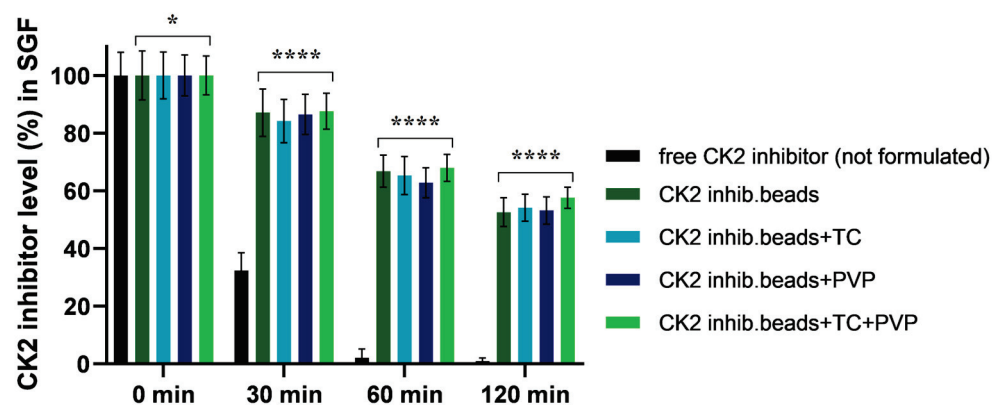 CK2 inhibitor level (%) in SGF
100
80
60
40
20
0
*
****
****
****
0 min
30 min
60 min
120 min
free CK2 inhibitor (not formulated)
CK2 inhib.beads
CK2 inhib.beads+TC
CK2 inhib.beads+PVP
CK2 inhib.beads+TC+PVP